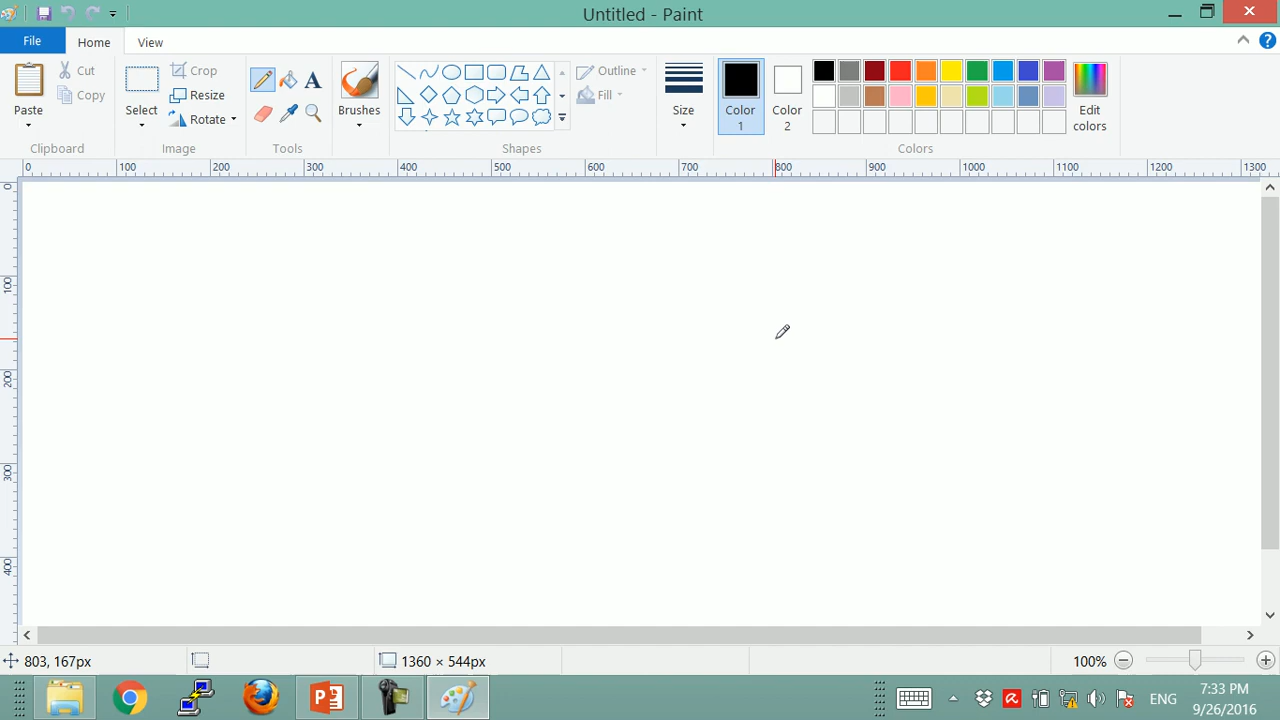 Untitled - Paint
File Home View
Paste
Cut
Copy
Clipboard
Select
Crop
Resize
Rotate
Image
A
Tools
Brushes
Outline
Fill
Shapes
Size
Color 1
Color 2
Edit colors
Colors
0 100 200 300 400 500 600 700 800 900 1000 1100 1200 1300
0
100
200
300
400
803, 167px
1360 × 544px
100%
ENG
7:33 PM
9/26/2016